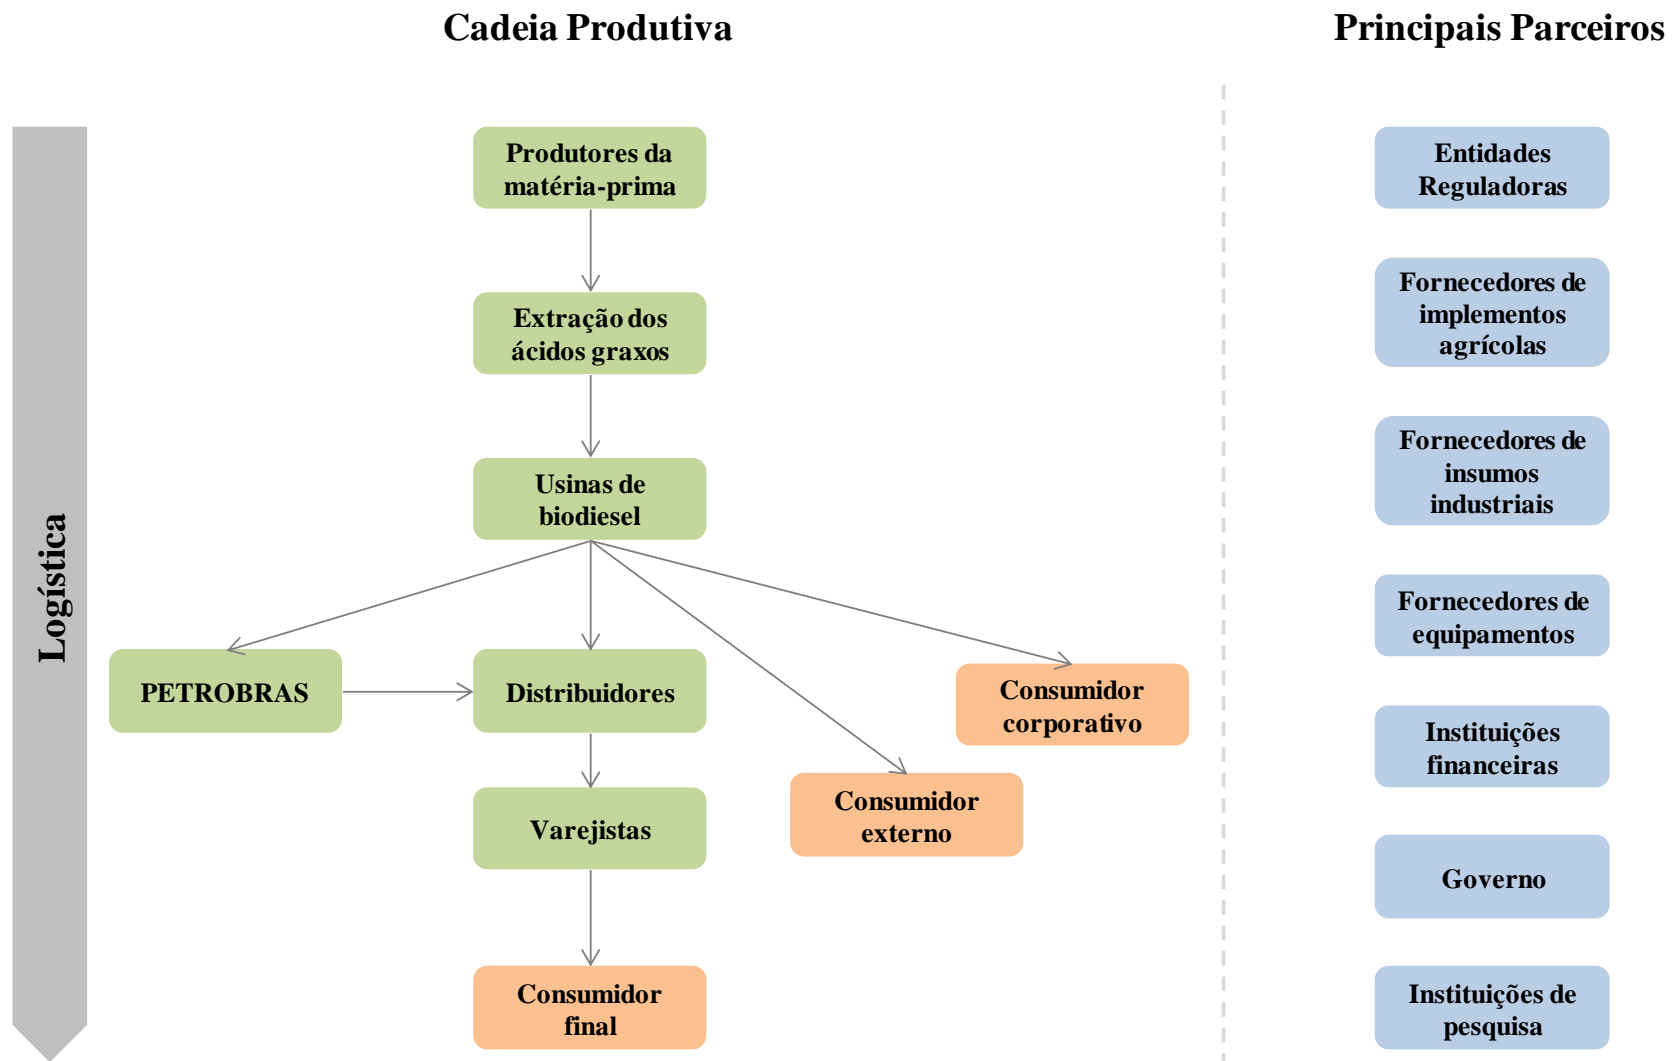 Cadeia Produtiva
Principais Parceiros
Logística
Produtores da
matéria-prima
Extração dos
ácidos graxos
Usinas de
biodiesel
PETROBRAS
Distribuidores
Consumidor
corporativo
Consumidor
externo
Varejistas
Consumidor
final
Entidades
Reguladoras
Fornecedores de
implementos
agrícolas
Fornecedores de
insumos
industriais
Fornecedores de
equipamentos
Instituições
financeiras
Governo
Instituições de
pesquisa